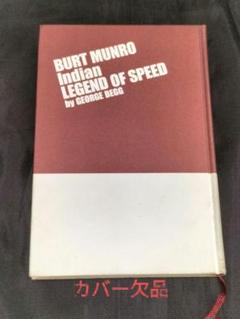 BURT MUNRO
Indian
LEGEND OF SPEED
by GEORGE BEGG
カバー欠品